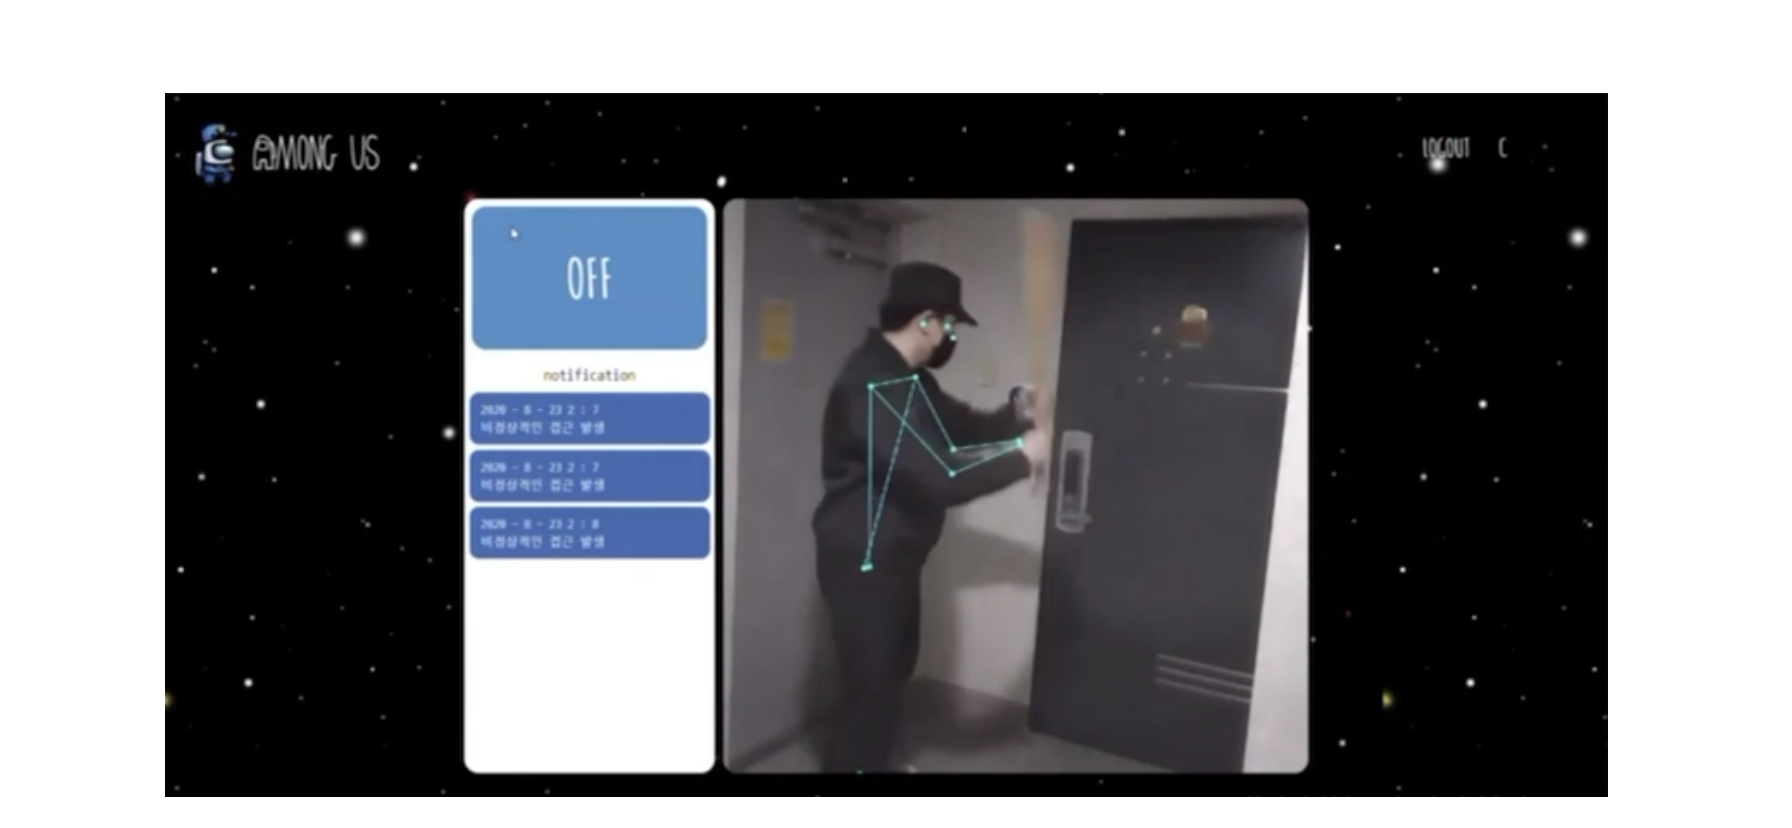 AMONG US
LOGOUT C
OFF
notification
2020 - 8 - 23 2 : 7
비정상적인 접근 발생
2020 - 8 - 23 2 : 7
비정상적인 접근 발생
2020 - 8 - 23 2 : 8
비정상적인 접근 발생